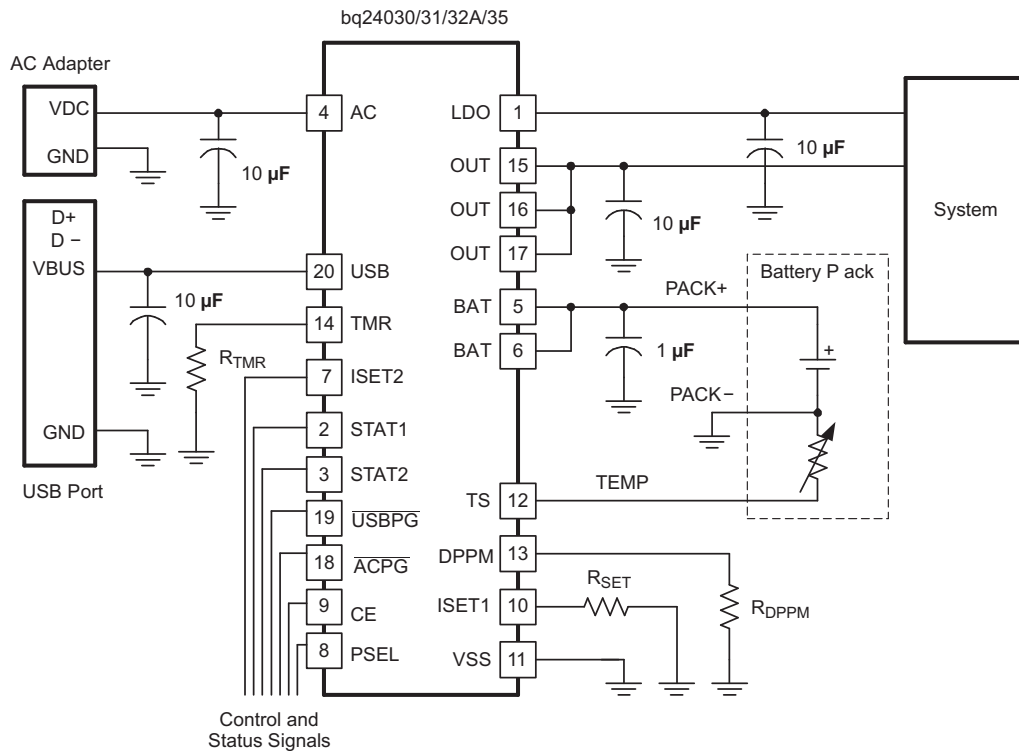 bq24030/31/32A/35
AC Adapter
VDC
GND
10 µF
4
AC
LDO
1
10 µF
OUT
15
OUT
16
OUT
17
10 µF
System
D+
D −
VBUS
GND
USB Port
10 µF
20
USB
14
TMR
RTMR
7
ISET2
2
STAT1
3
STAT2
19
USBPG
18
ACPG
9
CE
8
PSEL
Control and
Status Signals
BAT
5
BAT
6
PACK+
1 µF
Battery P ack
+
PACK−
TEMP
TS
12
DPPM
13
RSET
ISET1
10
RDPPM
VSS
11